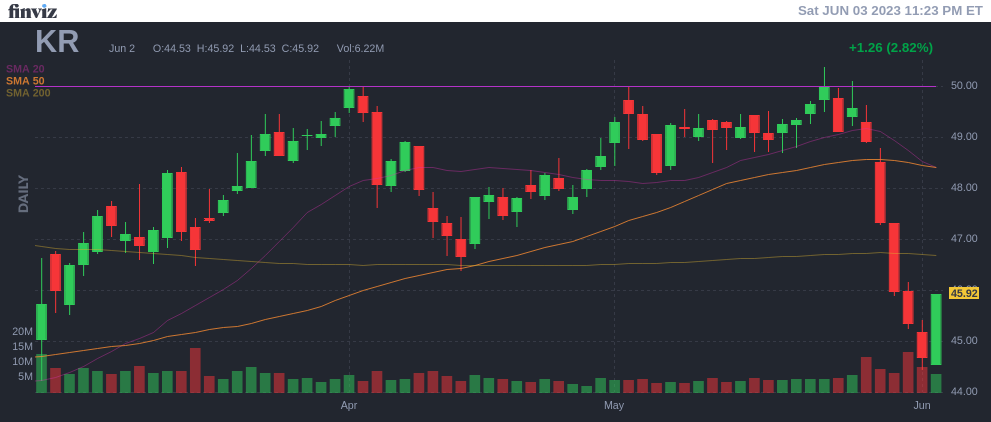 finviz
Sat JUN 03 2023 11:23 PM ET
KR
Jun 2 O:44.53 H:45.92 L:44.53 C:45.92 Vol:6.22M
+1.26 (2.82%)
SMA 20
SMA 50
SMA 200
50.00
49.00
48.00
47.00
45.92
45.00
44.00
DAILY
20M
15M
10M
5M
Apr
May
Jun